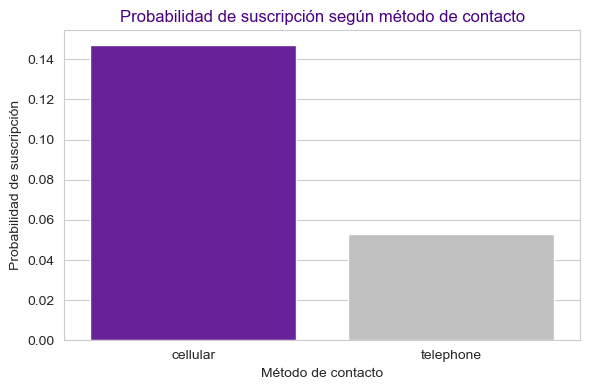 Probabilidad de suscripción según método de contacto
Probabilidad de suscripción
0.14
0.12
0.10
0.08
0.06
0.04
0.02
0.00
cellular
telephone
Método de contacto